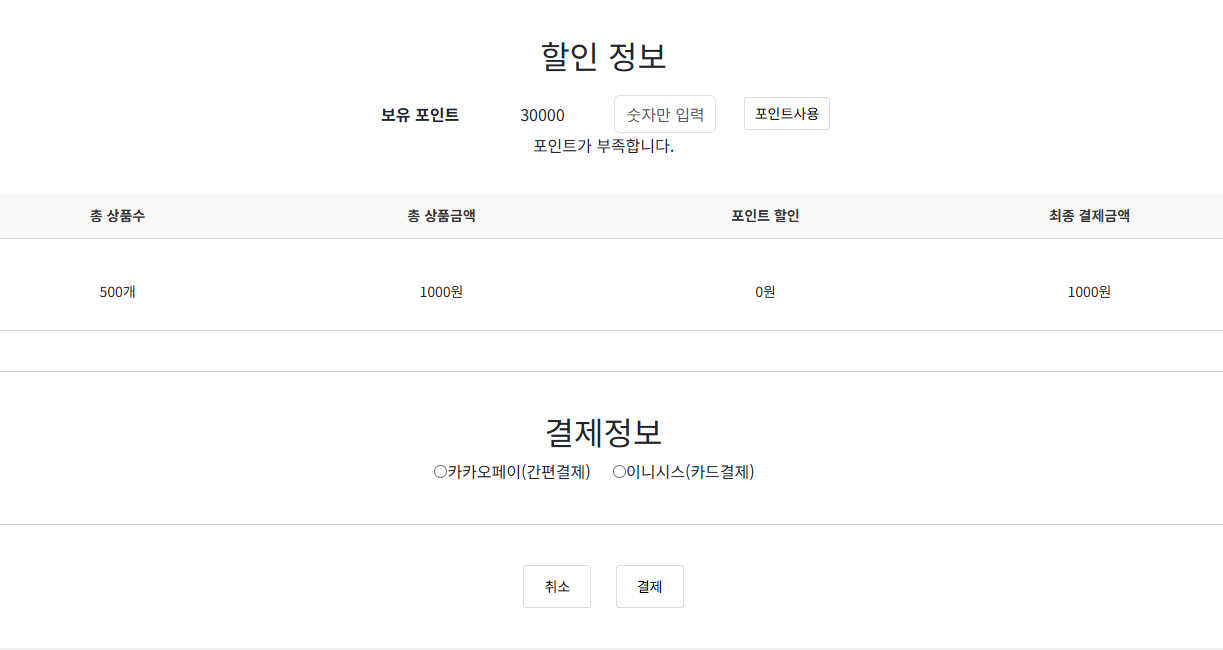 할인 정보
보유 포인트 30000 숫자만 입력 포인트사용
포인트가 부족합니다.
총 상품수 총 상품금액 포인트 할인 최종 결제금액
500개 1000원 0원 1000원
결제정보
카카오페이(간편결제) 이니시스(카드결제)
취소 결제